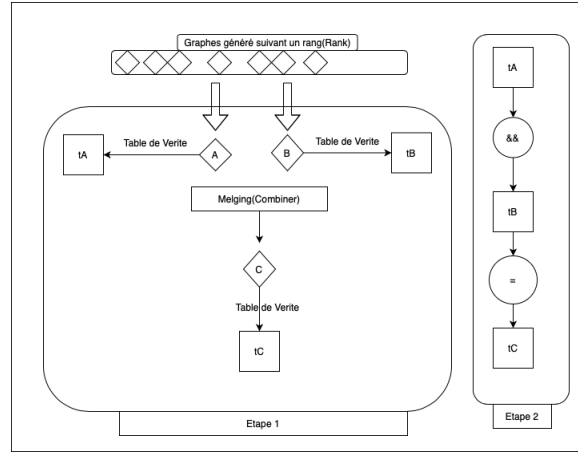 Graphes généré suivant un rang(Rank)
Table de Verite
Table de Verite
tA
A
B
tB
Melging(Combiner)
C
Table de Verite
tC
Etape 1
tA
&&
tB
=
tC
Etape 2